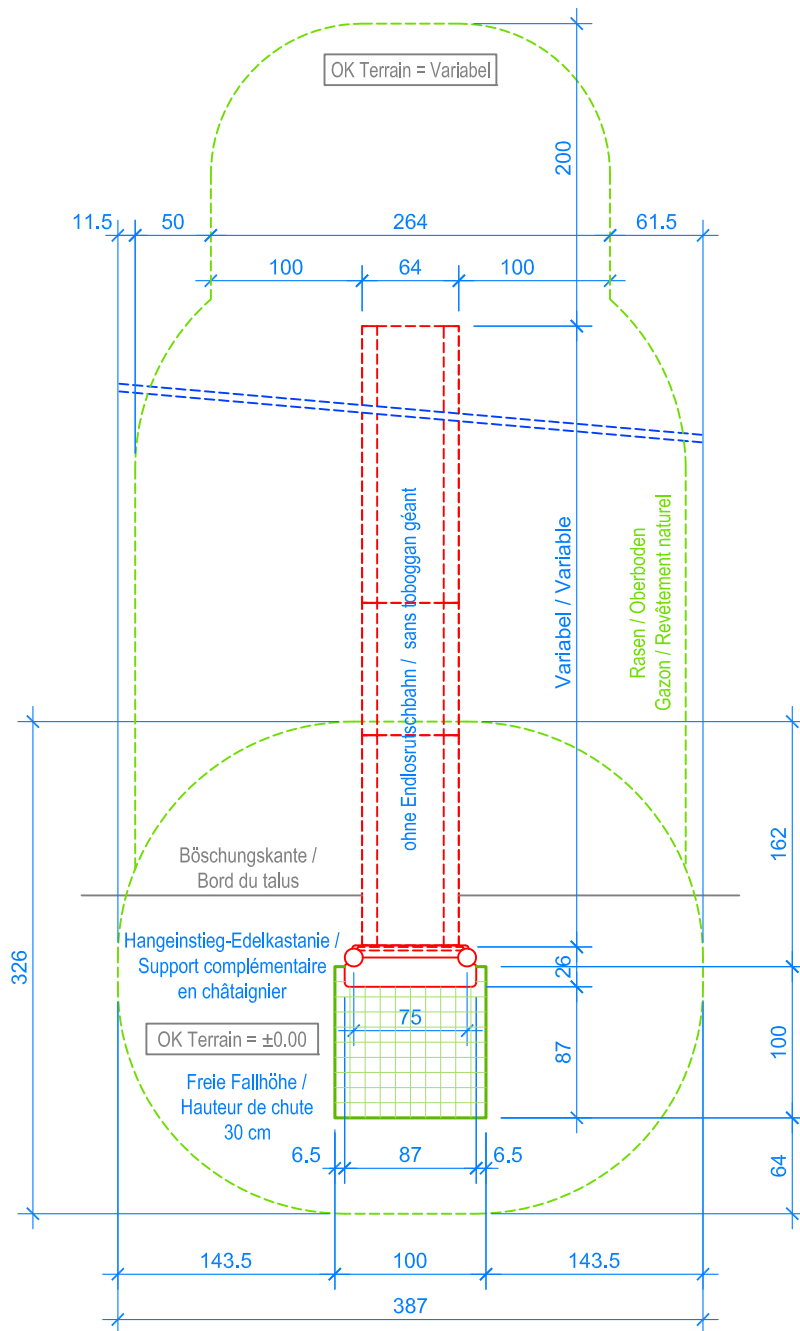 OK Terrain = Variabel
200
11.5
50
264
61.5
100
64
100
ohne Endlosrutschbahn / sans toboggan géant
Variabel / Variable
Rasen / Oberboden
Gazon / Revêtement naturel
Böschungskante /
Bord du talus
162
Hangeinstieg-Edelkastanie /
Support complémentaire
en châtaignier
326
26
75
OK Terrain = ±0.00
87
100
Freie Fallhöhe /
Hauteur de chute
30 cm
6.5
87
6.5
64
143.5
100
143.5
387